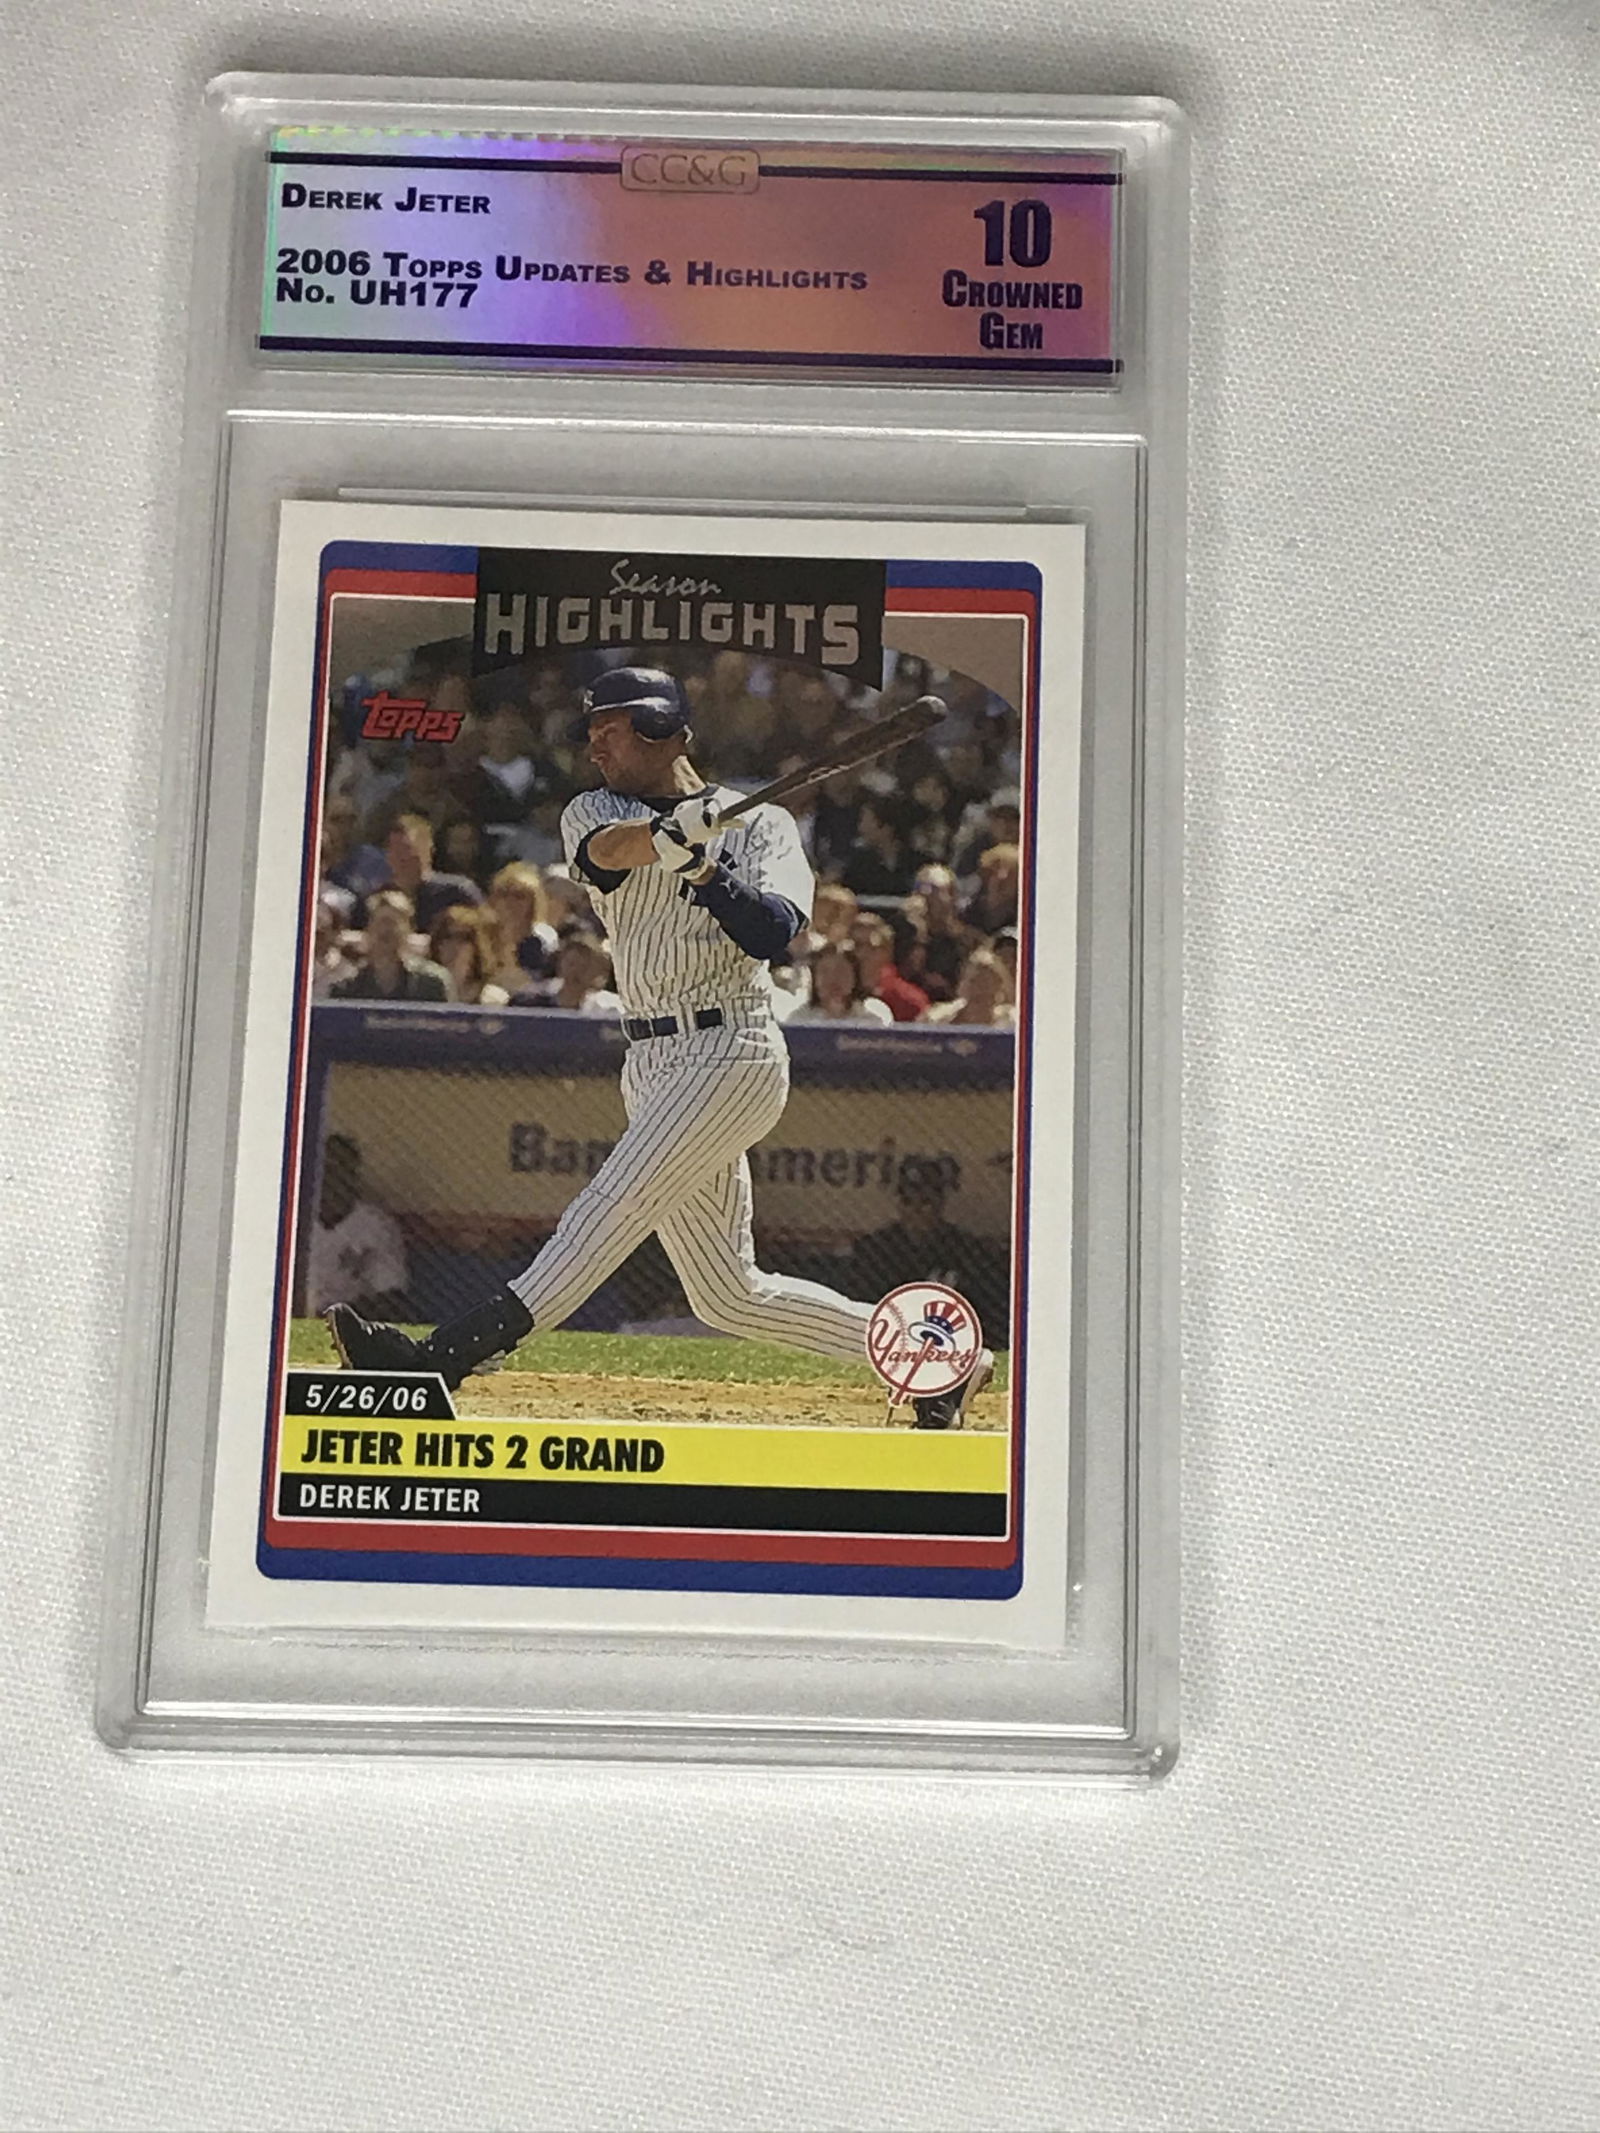 CC&G
DEREK JETER
2006 TOPPS UPDATES & HIGHLIGHTS
NO. UH177
10
CROWNED
GEM
Season
HIGHLIGHTS
topps
Yankees
5/26/06
JETER HITS 2 GRAND
DEREK JETER